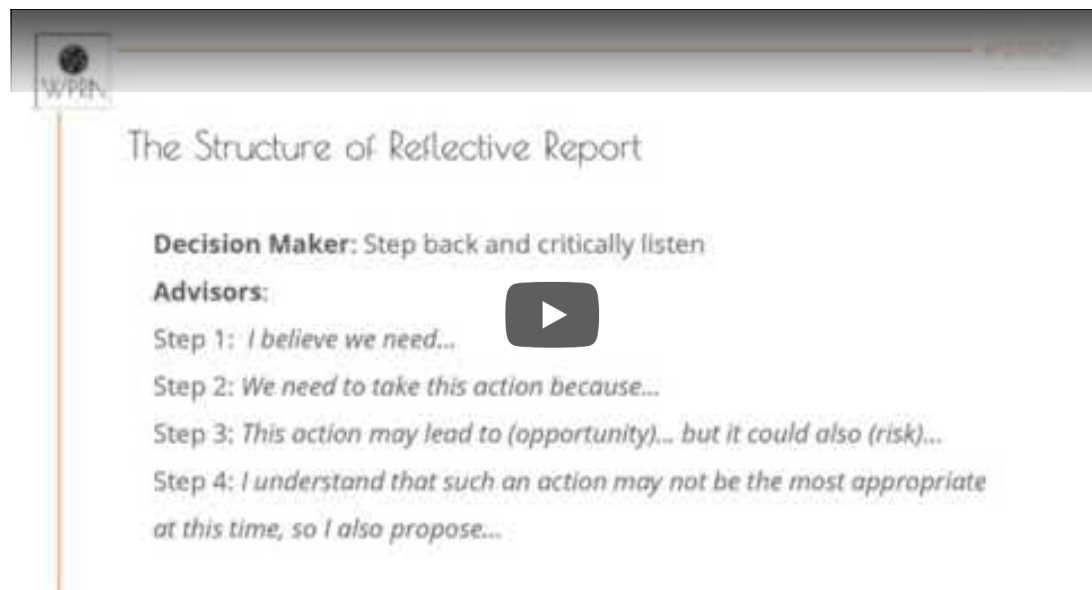 WPRN
The Structure of Reflective Report
Decision Maker: Step back and critically listen
Advisors:
Step 1: I believe we need...
Step 2: We need to take this action because...
Step 3: This action may lead to (opportunity)... but it could also (risk)...
Step 4: I understand that such an action may not be the most appropriate
at this time, so I also propose...